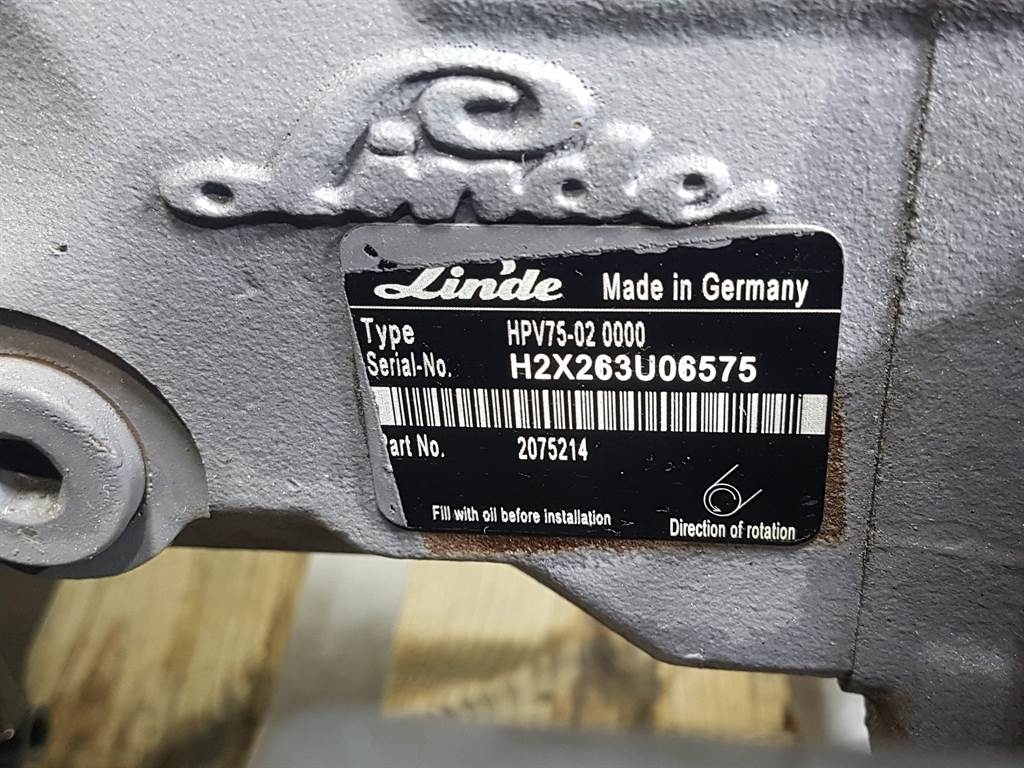 Linde
Linde Made in Germany
Type HPV75-02 0000
Serial-No. H2X263U06575
Part No. 2075214
Fill with oil before installation
Direction of rotation